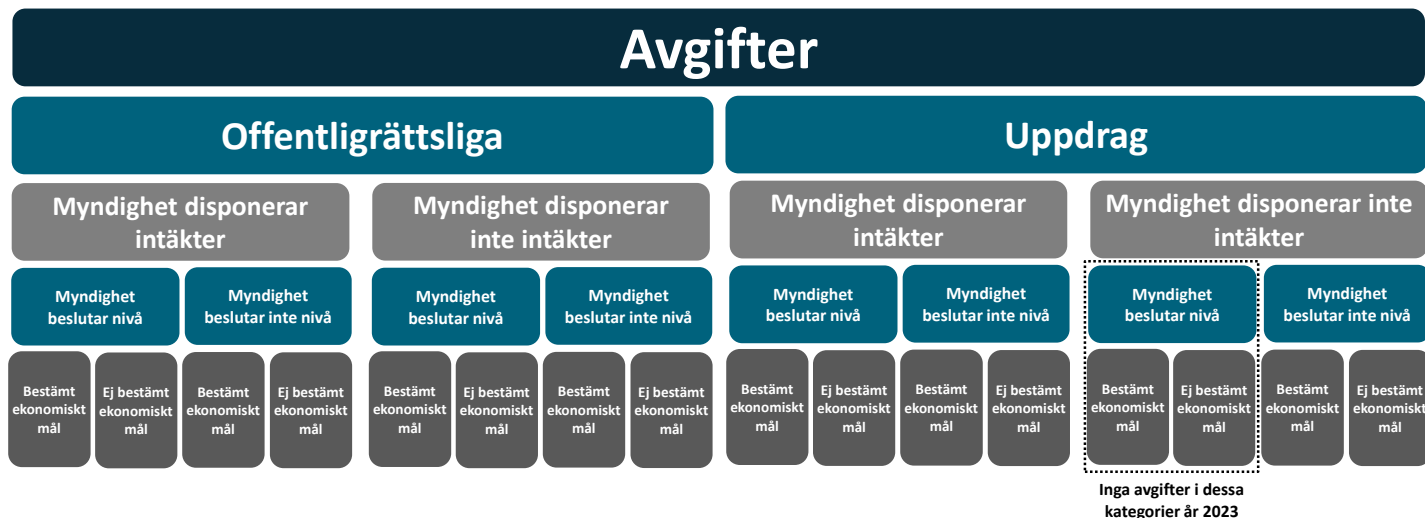 Avgifter
Offentligrättsliga
Uppdrag
Myndighet disponerar
intäkter
Myndighet disponerar
inte intäkter
Myndighet disponerar
intäkter
Myndighet disponerar inte
intäkter
Myndighet
beslutar nivå
Myndighet
beslutar inte nivå
Myndighet
beslutar nivå
Myndighet
beslutar inte nivå
Myndighet
beslutar nivå
Myndighet
beslutar inte nivå
Myndighet
beslutar nivå
Myndighet
beslutar inte nivå
Bestämt
ekonomiskt
mål
Ej bestämt
ekonomiskt
mål
Bestämt
ekonomiskt
mål
Ej bestämt
ekonomiskt
mål
Bestämt
ekonomiskt
mål
Ej bestämt
ekonomiskt
mål
Bestämt
ekonomiskt
mål
Ej bestämt
ekonomiskt
mål
Bestämt
ekonomiskt
mål
Ej bestämt
ekonomiskt
mål
Bestämt
ekonomiskt
mål
Ej bestämt
ekonomiskt
mål
Bestämt
ekonomiskt
mål
Ej bestämt
ekonomiskt
mål
Bestämt
ekonomiskt
mål
Ej bestämt
ekonomiskt
mål
Inga avgifter i dessa
kategorier år 2023